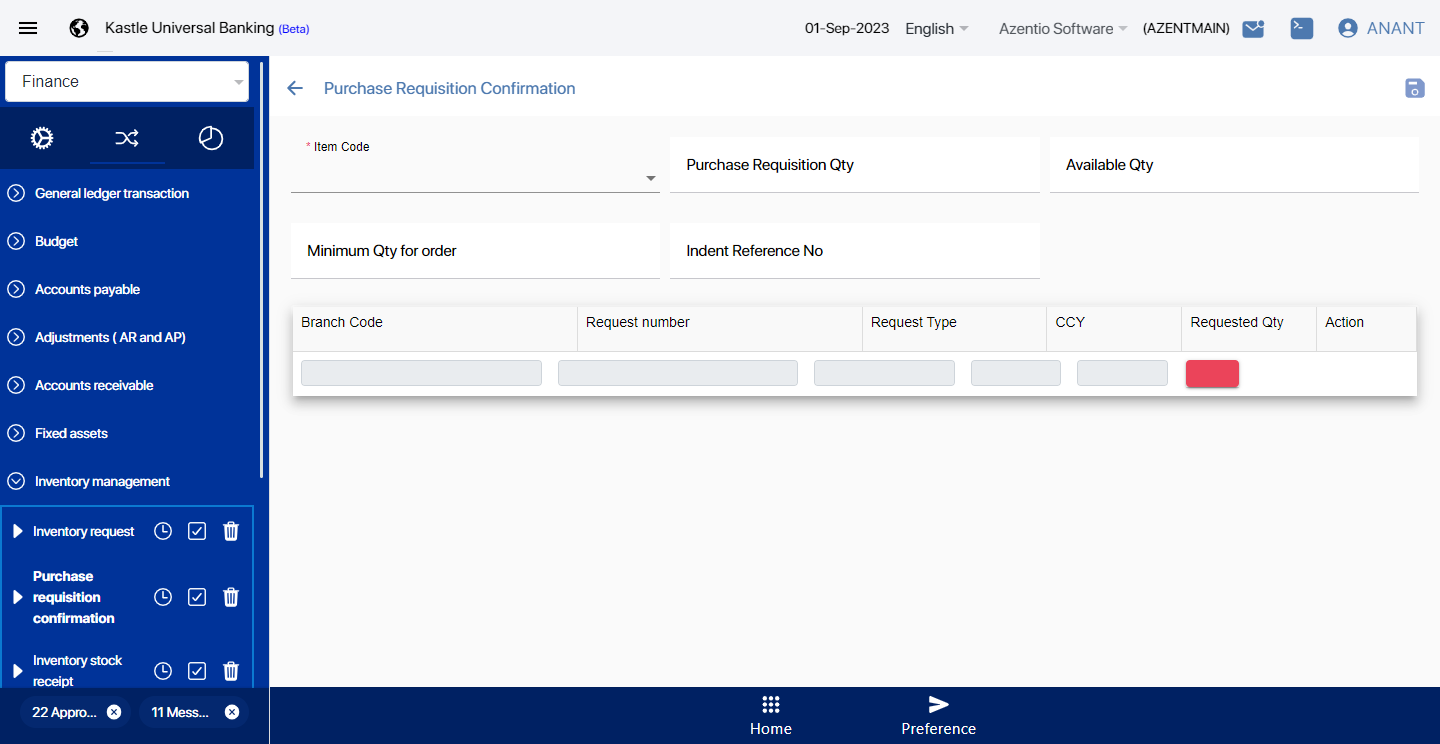 Kastle Universal Banking (Beta)
01-Sep-2023 English Azentio Software (AZENTMAIN) ANANT
Finance
Purchase Requisition Confirmation
* Item Code
Purchase Requisition Qty
Available Qty
Minimum Qty for order
Indent Reference No
Branch Code Request number Request Type CCY Requested Qty Action
General ledger transaction
Budget
Accounts payable
Adjustments ( AR and AP)
Accounts receivable
Fixed assets
Inventory management
Inventory request
Purchase
requisition
confirmation
Inventory stock
receipt
22 Appro... 11 Mess...
Home
Preference